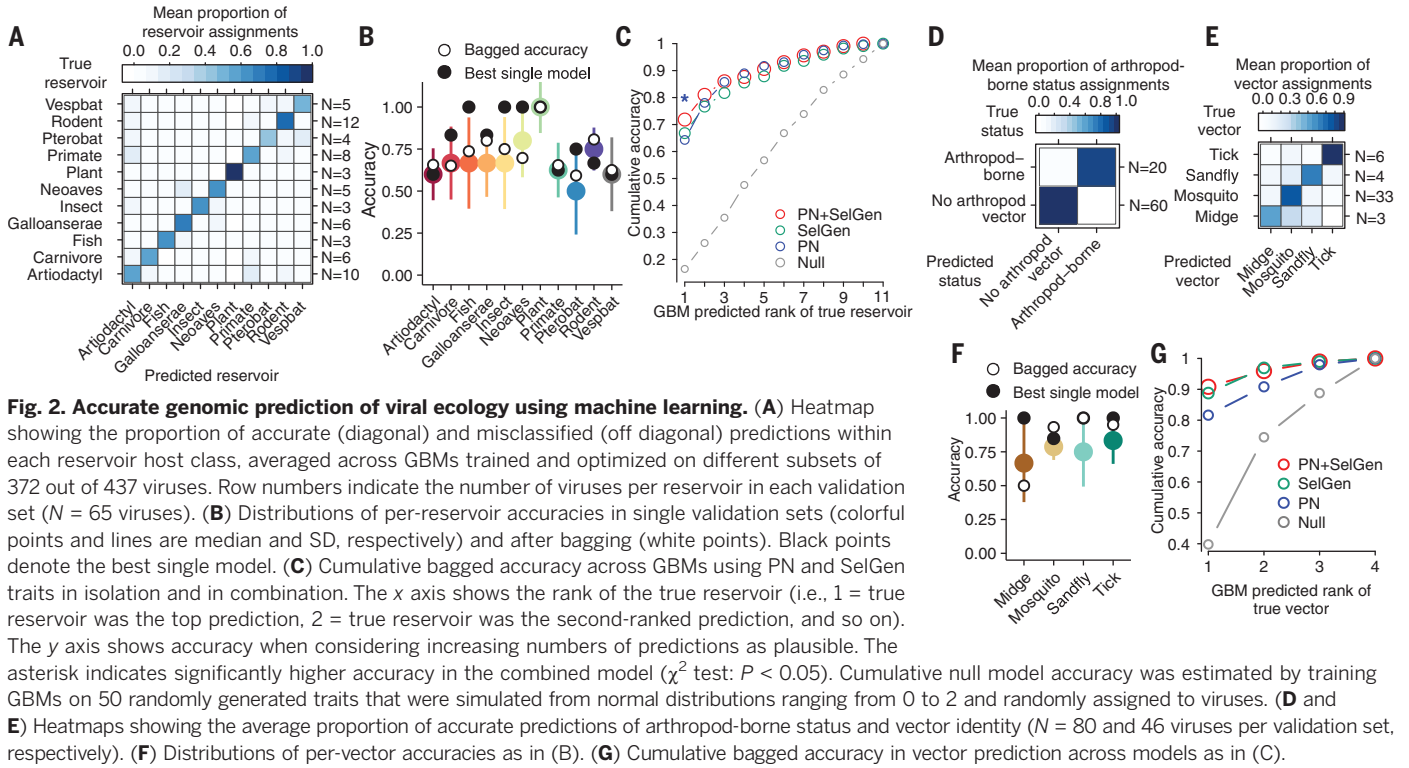 A
Mean proportion of
reservoir assignments
0.0 0.2 0.4 0.6 0.8 1.0
True
reservoir
Vespbat N=5
Rodent N=12
Pterobat N=4
Primate N=8
Plant N=3
Neoaves N=5
Insect N=3
Galloanserae N=6
Fish N=3
Carnivore N=6
Artiodactyl N=10
Artiodactyl
Carnivore
Fish
Galloanserae
Insect
Neoaves
Plant
Primate
Pterobat
Rodent
Vespbat
Predicted reservoir
B
Bagged accuracy
Best single model
Accuracy
1.00
0.75
0.50
0.25
0.00
Artiodactyl
Carnivore
Fish
Galloanserae
Insect
Neoaves
Plant
Primate
Pterobat
Rodent
Vespbat
C
Cumulative accuracy
1
0.9
0.8
0.7
0.6
0.5
0.4
0.3
0.2
*
PN+SelGen
SelGen
PN
Null
1 3 5 7 9 11
GBM predicted rank of true reservoir
D
Mean proportion of arthropod-
borne status assignments
True
status
0.0 0.4 0.8 1.0
Arthropod–
borne
N=20
No arthropod
vector
N=60
Predicted
status
No arthropod
vector
Arthropod–borne
E
Mean proportion of
vector assignments
True
vector
0.0 0.3 0.6 0.9
Tick N=6
Sandfly N=4
Mosquito N=33
Midge N=3
Predicted
vector
Midge
Mosquito
Sandfly
Tick
F
Bagged accuracy
Best single model
Accuracy
1.00
0.75
0.50
0.25
0.00
Midge
Mosquito
Sandfly
Tick
G
Cumulative accuracy
1
0.9
0.8
0.7
0.6
0.5
0.4
PN+SelGen
SelGen
PN
Null
1 2 3 4
GBM predicted rank of
true vector
Fig. 2. Accurate genomic prediction of viral ecology using machine learning. (A) Heatmap
showing the proportion of accurate (diagonal) and misclassified (off diagonal) predictions within
each reservoir host class, averaged across GBMs trained and optimized on different subsets of
372 out of 437 viruses. Row numbers indicate the number of viruses per reservoir in each validation
set (N = 65 viruses). (B) Distributions of per-reservoir accuracies in single validation sets (colorful
points and lines are median and SD, respectively) and after bagging (white points). Black points
denote the best single model. (C) Cumulative bagged accuracy across GBMs using PN and SelGen
traits in isolation and in combination. The x axis shows the rank of the true reservoir (i.e., 1 = true
reservoir was the top prediction, 2 = true reservoir was the second-ranked prediction, and so on).
The y axis shows accuracy when considering increasing numbers of predictions as plausible. The
asterisk indicates significantly higher accuracy in the combined model (χ² test: P < 0.05). Cumulative null model accuracy was estimated by training
GBMs on 50 randomly generated traits that were simulated from normal distributions ranging from 0 to 2 and randomly assigned to viruses. (D and
E) Heatmaps showing the average proportion of accurate predictions of arthropod-borne status and vector identity (N = 80 and 46 viruses per validation set,
respectively). (F) Distributions of per-vector accuracies as in (B). (G) Cumulative bagged accuracy in vector prediction across models as in (C).